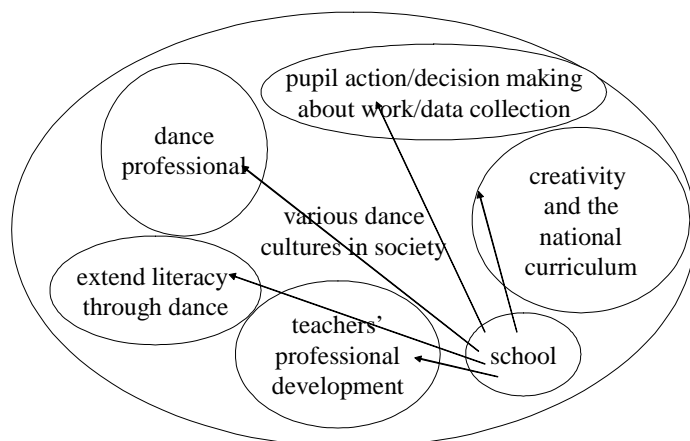 pupil action/decision making
about work/data collection
dance
professional
creativity
and the
national
curriculum
various dance
cultures in society
extend literacy
through dance
teachers’
professional
development
school